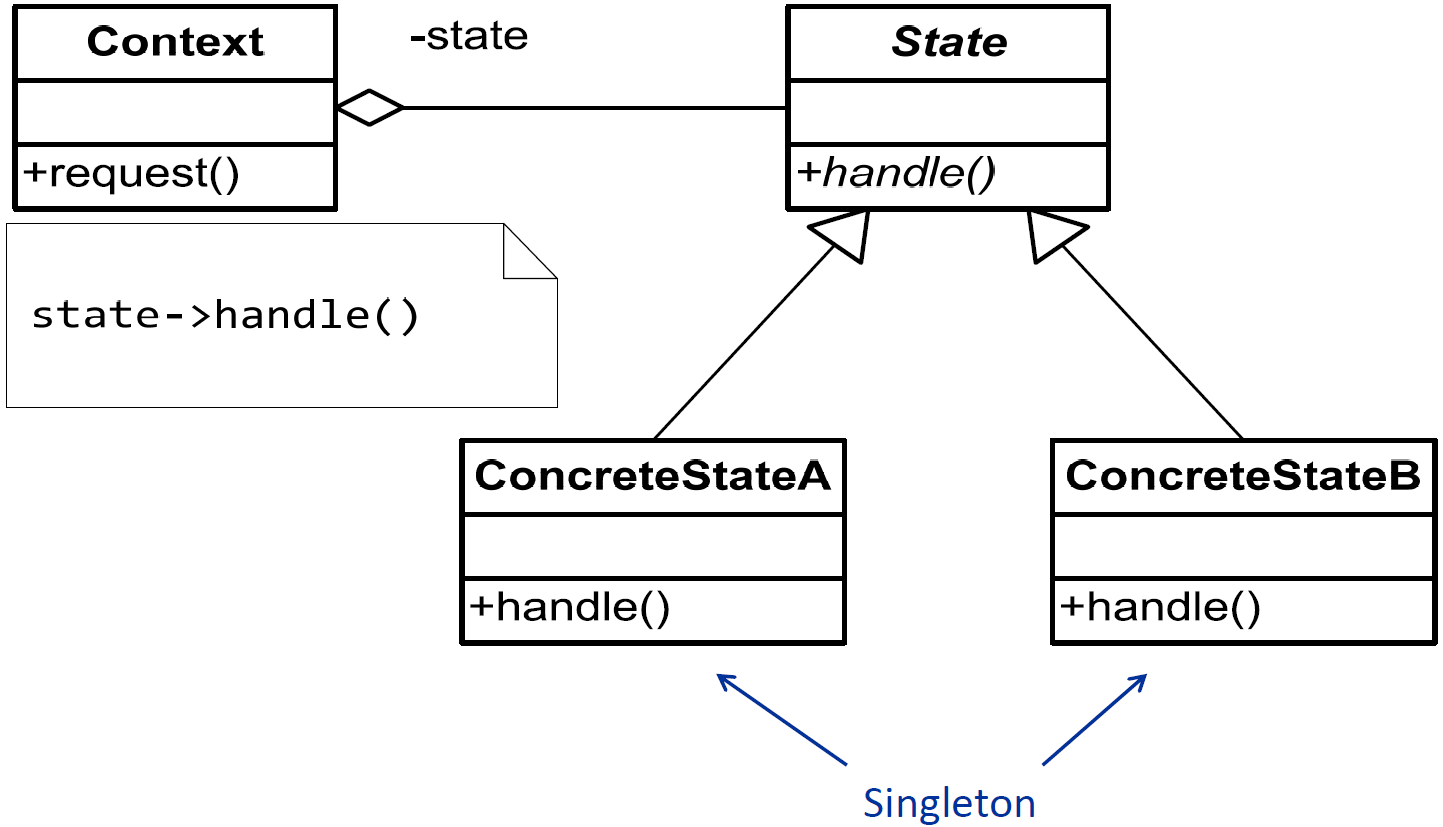 Context
-state
State
+request()
+handle()
state->handle()
ConcreteStateA
ConcreteStateB
+handle()
+handle()
Singleton